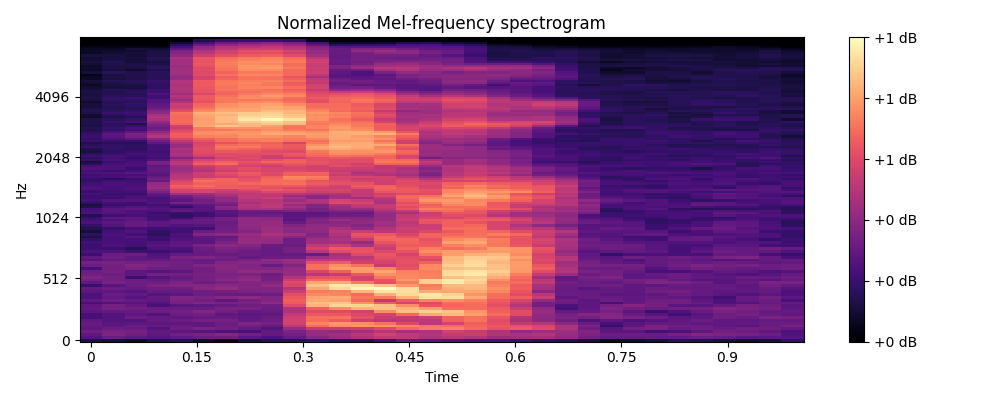 Normalized Mel-frequency spectrogram
Hz
4096
2048
1024
512
0
0 0.15 0.3 0.45 0.6 0.75 0.9
Time
+1 dB
+1 dB
+1 dB
+0 dB
+0 dB
+0 dB